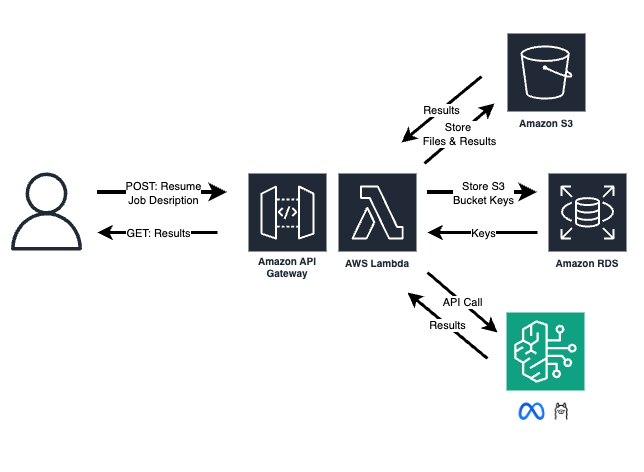 Amazon S3
Results
Store
Files & Results
POST: Resume
Job Desription
GET: Results
Amazon API
Gateway
AWS Lambda
Store S3
Bucket Keys
Keys
Amazon RDS
API Call
Results